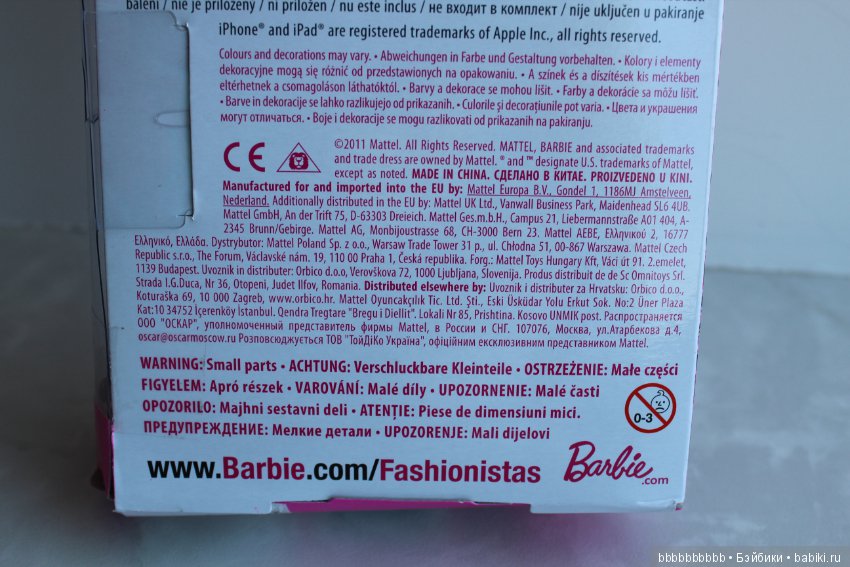 balení / nie je priložený / ni priložen / nu este inclus / не входит в комплект / nije uključen u pakiranje
iPhone® and iPad® are registered trademarks of Apple Inc., all rights reserved.
Colours and decorations may vary. • Abweichungen in Farbe und Gestaltung vorbehalten. • Kolory i elementy
dekoracyjne mogą się różnić od przedstawionych na opakowaniu. • A színek és a díszítések kis mértékben
eltérhetnek a csomagoláson láthatóktól. • Barvy a dekorace se mohou lišit. • Farby a dekorácie sa môžu líšiť.
• Barve in dekoracije se lahko razlikujejo od prikazanih. • Culorile şi decoraţiunile pot varia. • Цвета и украшения
могут отличаться. • Boje i dekoracije se mogu razlikovati od prikazanih na pakiranju.
CE
©2011 Mattel. All Rights Reserved. MATTEL, BARBIE and associated trademarks
and trade dress are owned by Mattel. ® and ™ designate U.S. trademarks of Mattel,
except as noted. MADE IN CHINA. СДЕЛАНО В КИТАЕ. PROIZVEDENO U KINI.
Manufactured for and imported into the EU by: Mattel Europa B.V., Gondel 1, 1186MJ Amstelveen,
Nederland. Additionally distributed in the EU by: Mattel UK Ltd., Vanwall Business Park, Maidenhead SL6 4UB.
Mattel GmbH, An der Trift 75, D-63303 Dreieich. Mattel Ges.m.b.H., Campus 21, Liebermannstraße A01 404, A-
2345 Brunn/Gebirge. Mattel AG, Monbijoustrasse 68, CH-3000 Bern 23. Mattel AEBE, Ελληνικού 2, 16777
Ελληνικό, Ελλάδα. Dystrybutor: Mattel Poland Sp. z o.o., Warsaw Trade Tower 31 p., ul. Chłodna 51, 00-867 Warszawa. Mattel Czech
Republic s.r.o., The Forum, Václavské nám. 19, 110 00 Praha 1, Česká republika. Forg.: Mattel Toys Hungary Kft, Váci út 91. 2.emelet,
1139 Budapest. Uvoznik in distributer: Orbico d.o.o, Verovškova 72, 1000 Ljubljana, Slovenija. Produs distribuit de de Sc Omnitoys Srl.
Strada I.G.Duca, Nr 36, Otopeni, Judef Ilfov, Romania. Distributed elsewhere by: Uvoznik i distributer za Hrvatsku: Orbico d.o.o.,
Koturaška 69, 10 000 Zagreb, www.orbico.hr. Mattel Oyuncakçılık Tic. Ltd. Şti., Eski Üsküdar Yolu Erkut Sok. No:2 Üner Plaza
Kat:10 34752 İçerenköy İstanbul. Qendra Tregtare "Bregu i Diellit". Lokali Nr 85, Prishtina. Kosovo UNMIK post. Распространяется
ООО "ОСКАР", уполномоченный представитель фирмы Mattel, в России и СНГ. 107076, Москва, ул.Атарбекова д.4,
oscar@oscarmoscow.ru Розповсюджується ТОВ "ТойДіКо Україна", офіційним ексклюзивним представником Mattel.
WARNING: Small parts • ACHTUNG: Verschluckbare Kleinteile • OSTRZEŻENIE: Małe części
FIGYELEM: Apró részek • VAROVÁNÍ: Malé díly • UPOZORNENIE: Malé časti
OPOZORILO: Majhni sestavni deli • ATENŢIE: Piese de dimensiuni mici.
ПРЕДУПРЕЖДЕНИЕ: Мелкие детали • UPOZORENJE: Mali dijelovi
0-3
www.Barbie.com/Fashionistas
Barbie.com
bbbbbbbbbb • Бэйбики • babiki.ru